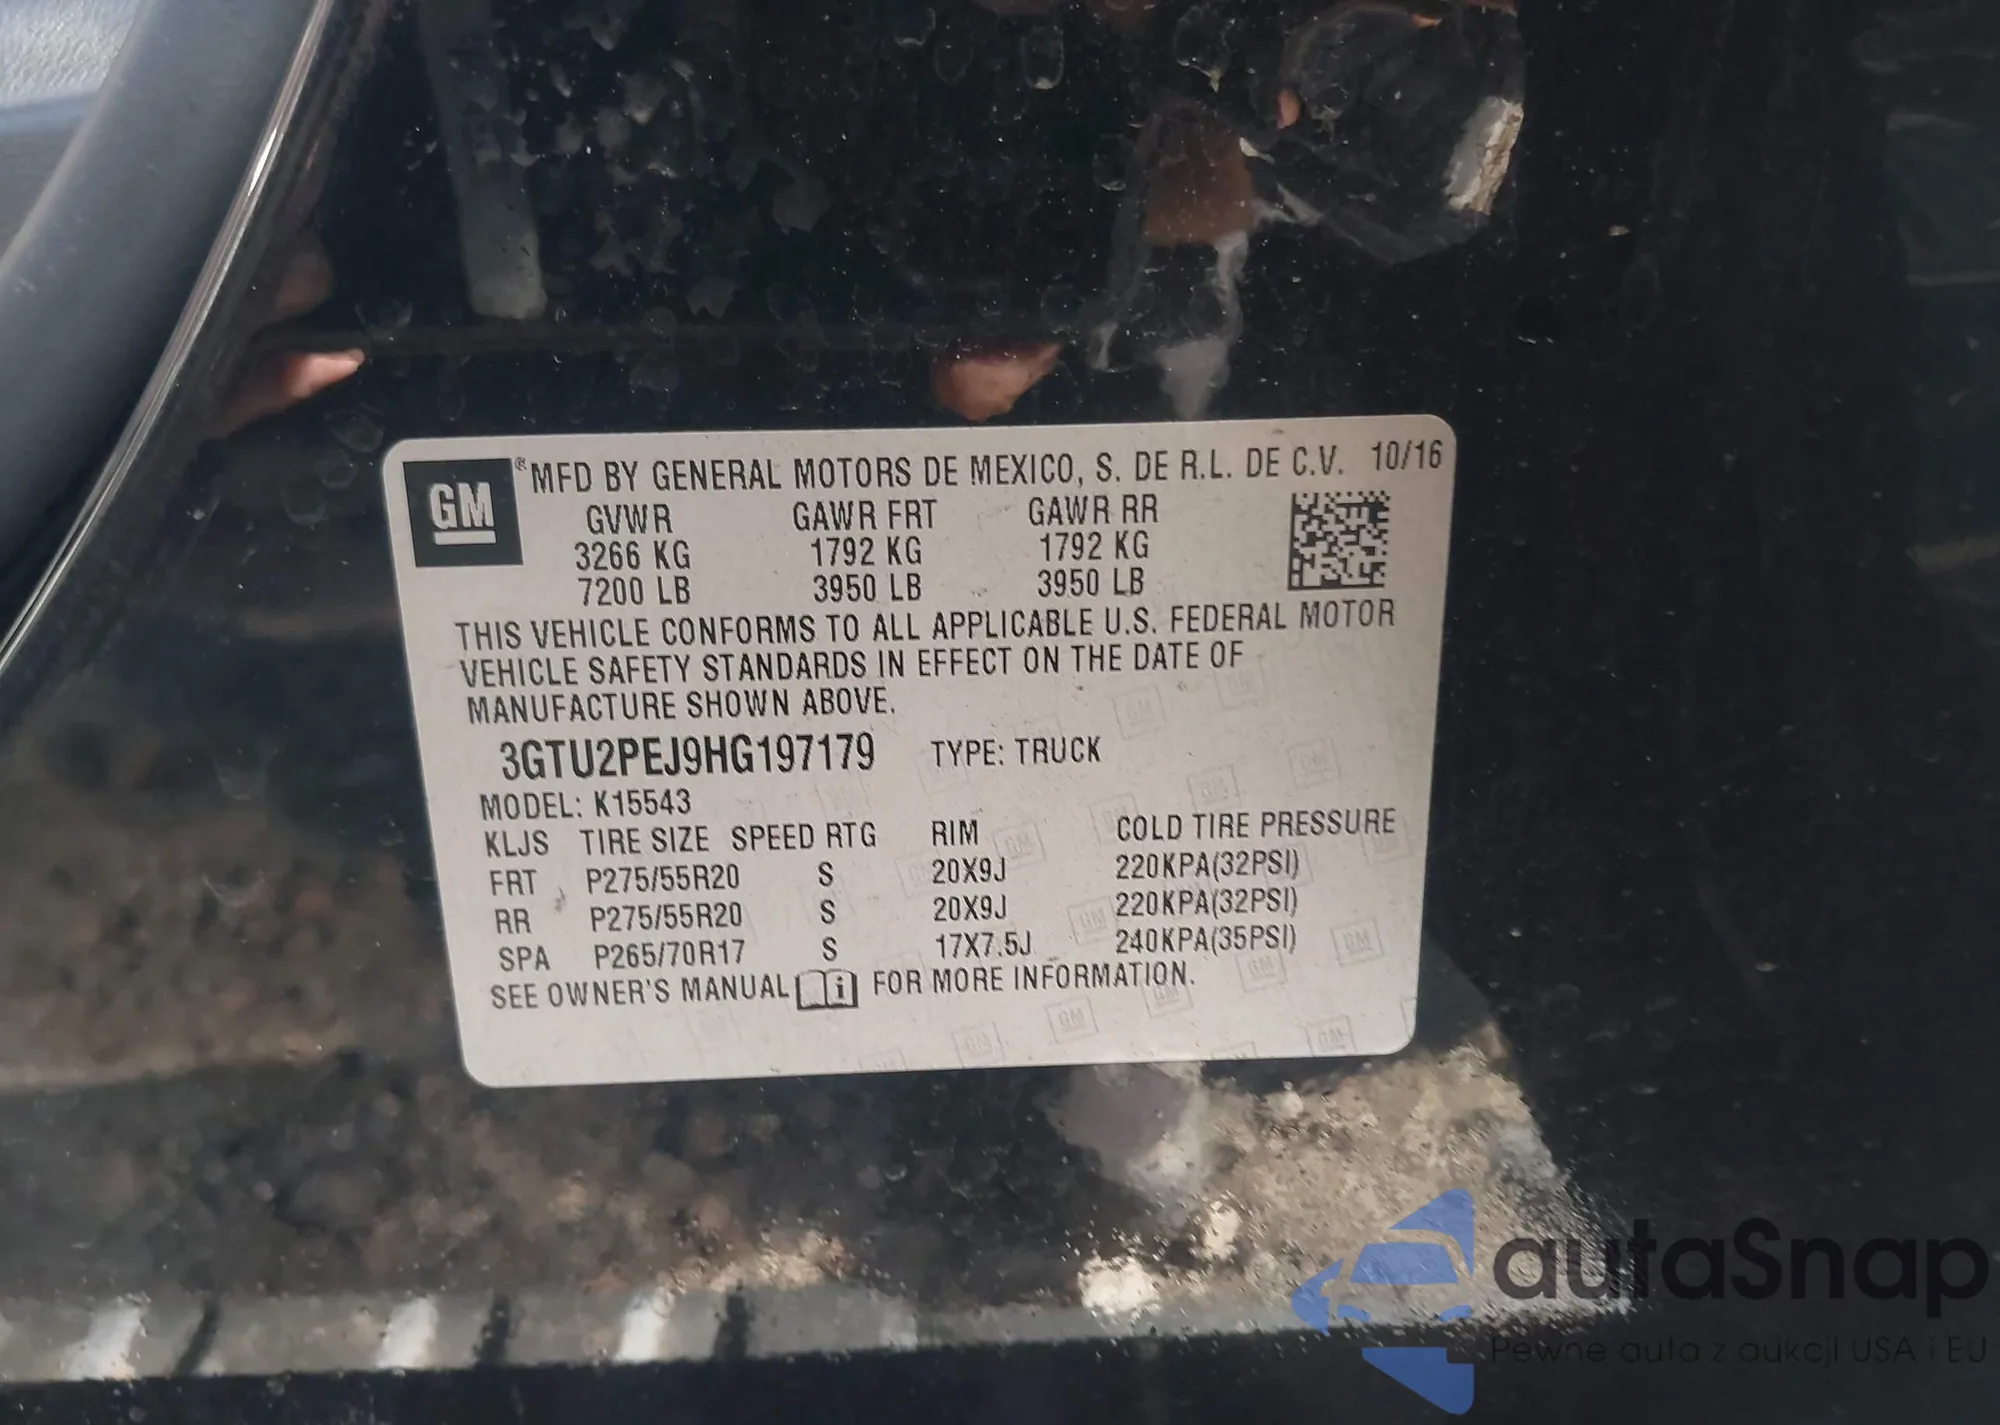 GM
® MFD BY GENERAL MOTORS DE MEXICO, S. DE R.L. DE C.V. 10/16
GVWR GAWR FRT GAWR RR
3266 KG 1792 KG 1792 KG
7200 LB 3950 LB 3950 LB
THIS VEHICLE CONFORMS TO ALL APPLICABLE U.S. FEDERAL MOTOR
VEHICLE SAFETY STANDARDS IN EFFECT ON THE DATE OF
MANUFACTURE SHOWN ABOVE.
3GTU2PEJ9HG197179 TYPE: TRUCK
MODEL: K15543
KLJS TIRE SIZE SPEED RTG RIM COLD TIRE PRESSURE
FRT P275/55R20 S 20X9J 220KPA(32PSI)
RR P275/55R20 S 20X9J 220KPA(32PSI)
SPA P265/70R17 S 17X7.5J 240KPA(35PSI)
SEE OWNER'S MANUAL i FOR MORE INFORMATION.
autaSnap
Pewne auta z aukcji USA i EU